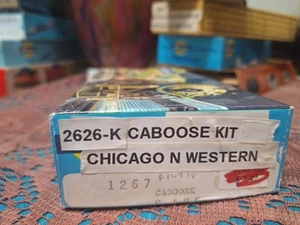 2626-K CABOOSE KIT
CHICAGO N WESTERN
1267
CABOOSE